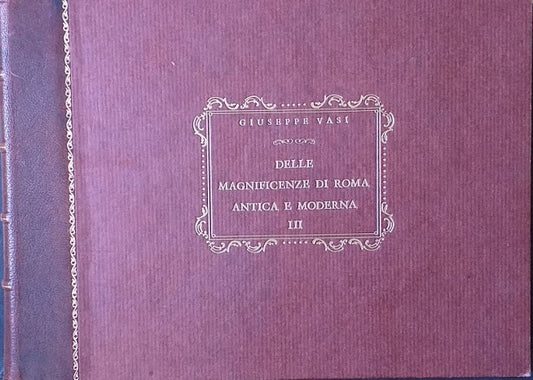 GIUSEPPE VASI
DELLE
MAGNIFICENZE DI ROMA
ANTICA E MODERNA
III